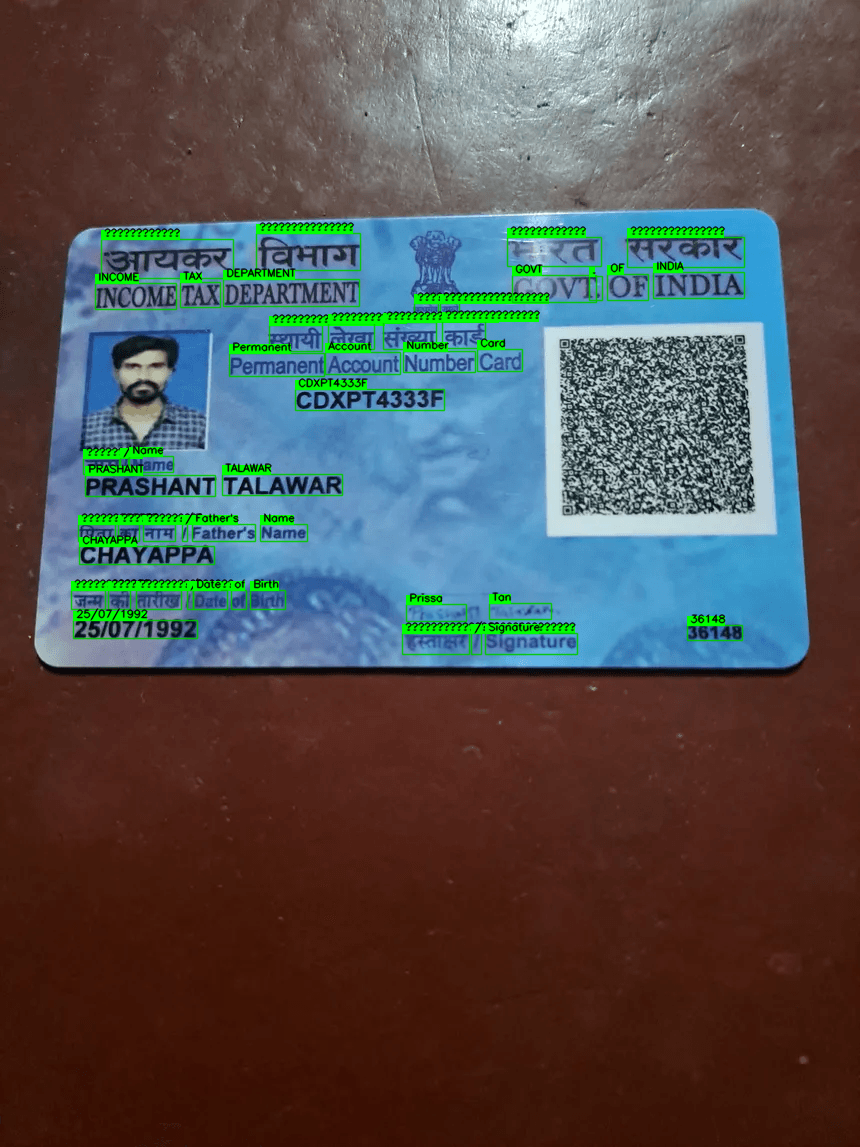 आयकर विभाग भारत सरकार
INCOME TAX DEPARTMENT GOVT. OF INDIA
स्थायी लेखा संख्या कार्ड
Permanent Account Number Card
CDXPT4333F
नाम / Name
PRASHANT TALAWAR
पिता का नाम / Father's Name
CHAYAPPA
जन्म की तारीख / Date of Birth
25/07/1992
हस्ताक्षर / Signature
36148